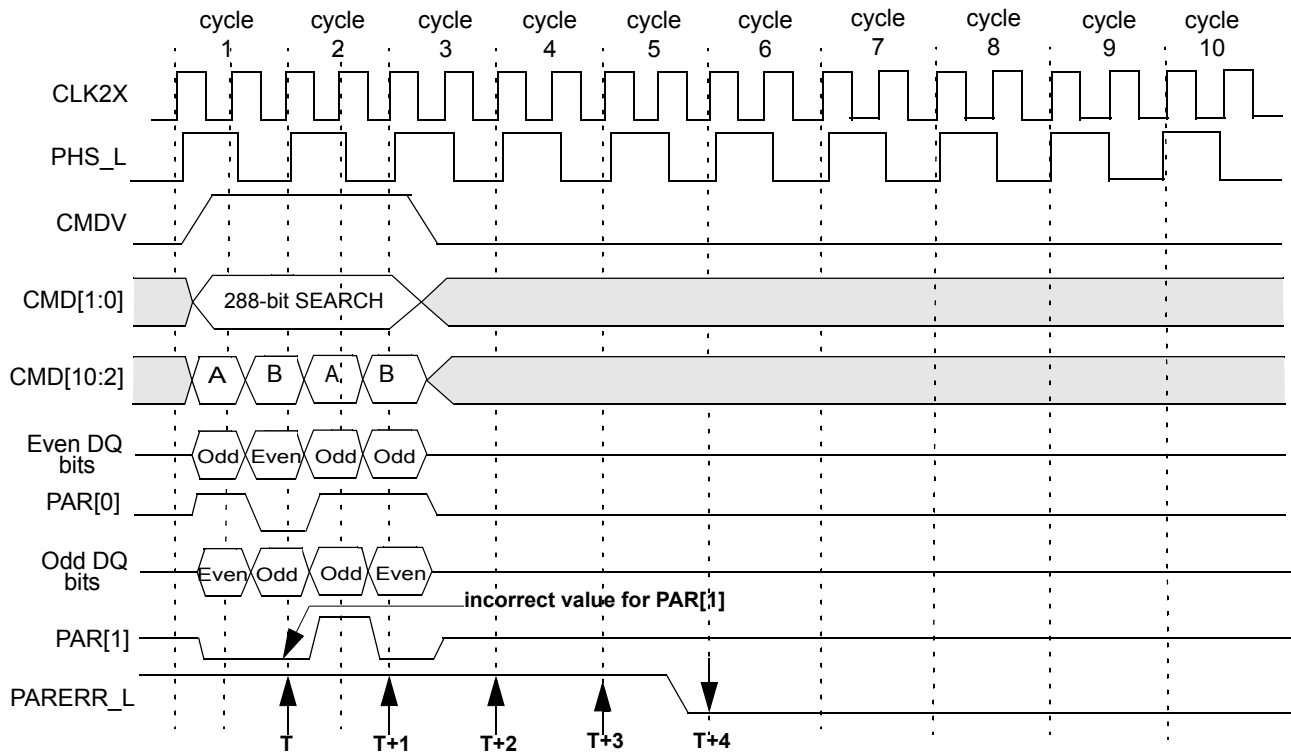 cycle cycle cycle cycle cycle cycle cycle cycle cycle cycle
1 2 3 4 5 6 7 8 9 10
CLK2X
PHS_L
CMDV
CMD[1:0] 288-bit SEARCH
CMD[10:2] A B A B
Even DQ
bits
Odd Even Odd Odd
PAR[0]
Odd DQ
bits
Even Odd Odd Even
incorrect value for PAR[1]
PAR[1]
PARERR_L
T T+1 T+2 T+3 T+4